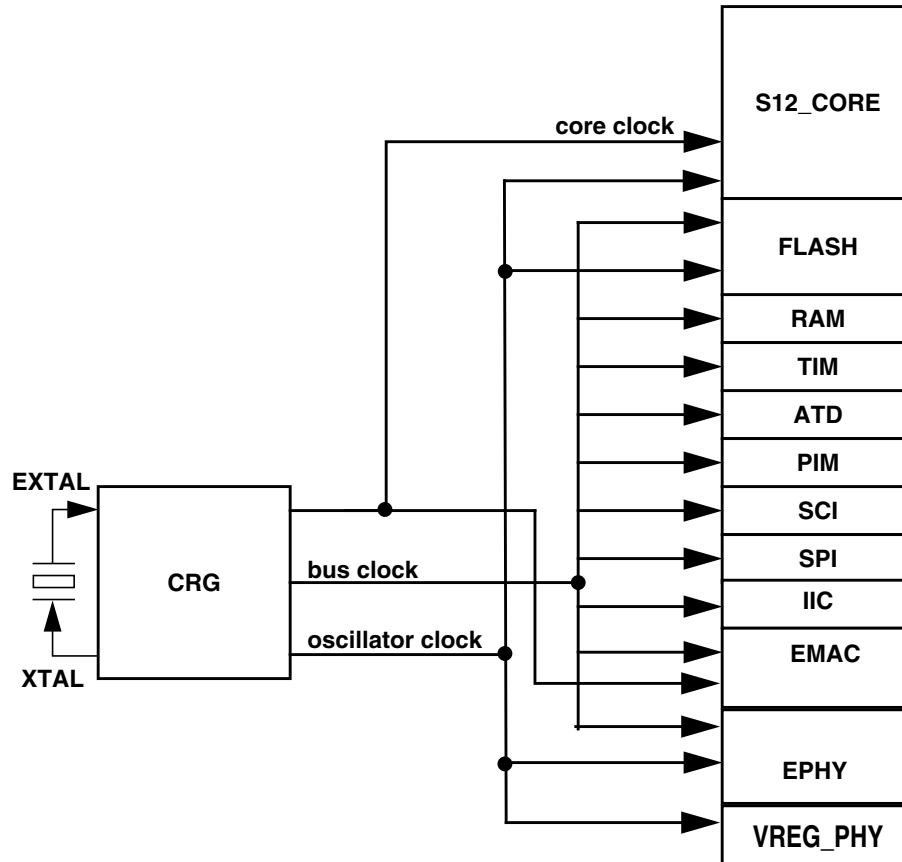 S12_CORE
core clock
FLASH
RAM
TIM
ATD
PIM
EXTAL
SCI
SPI
CRG
bus clock
IIC
oscillator clock
EMAC
XTAL
EPHY
VREG_PHY